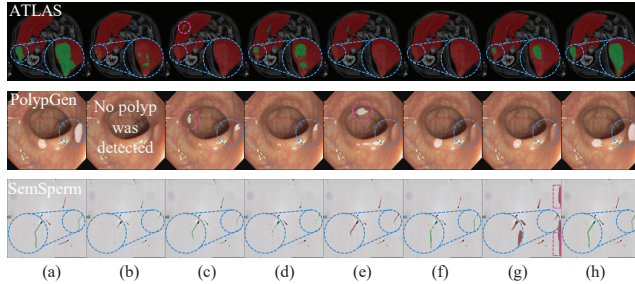 ATLAS
PolypGen
No polyp
was
detected
SemSperm
(a) (b) (c) (d) (e) (f) (g) (h)